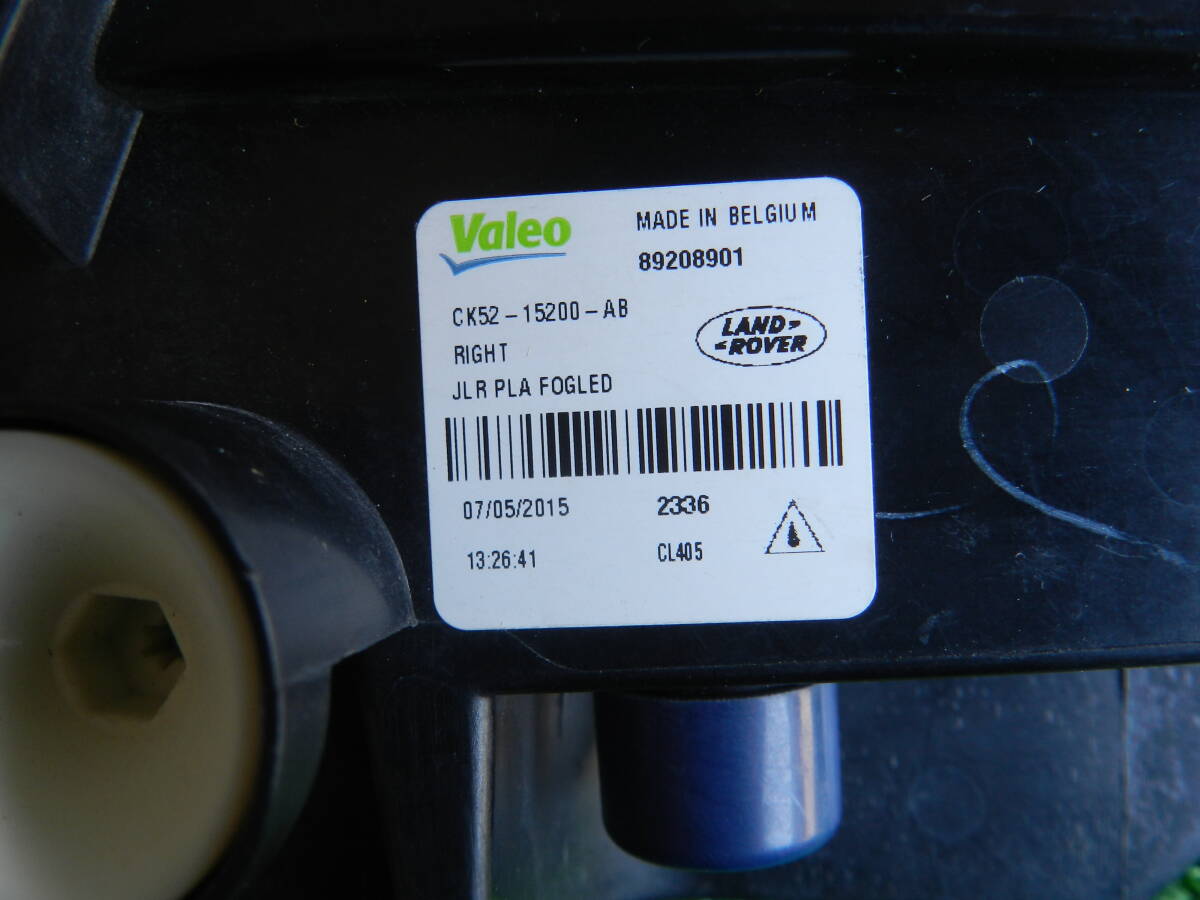 Valeo
MADE IN BELGIUM
89208901
CK52-15200-AB
LAND
ROVER
RIGHT
JLR PLA FOGLED
07/05/2015
2336
13:26:41
CL405